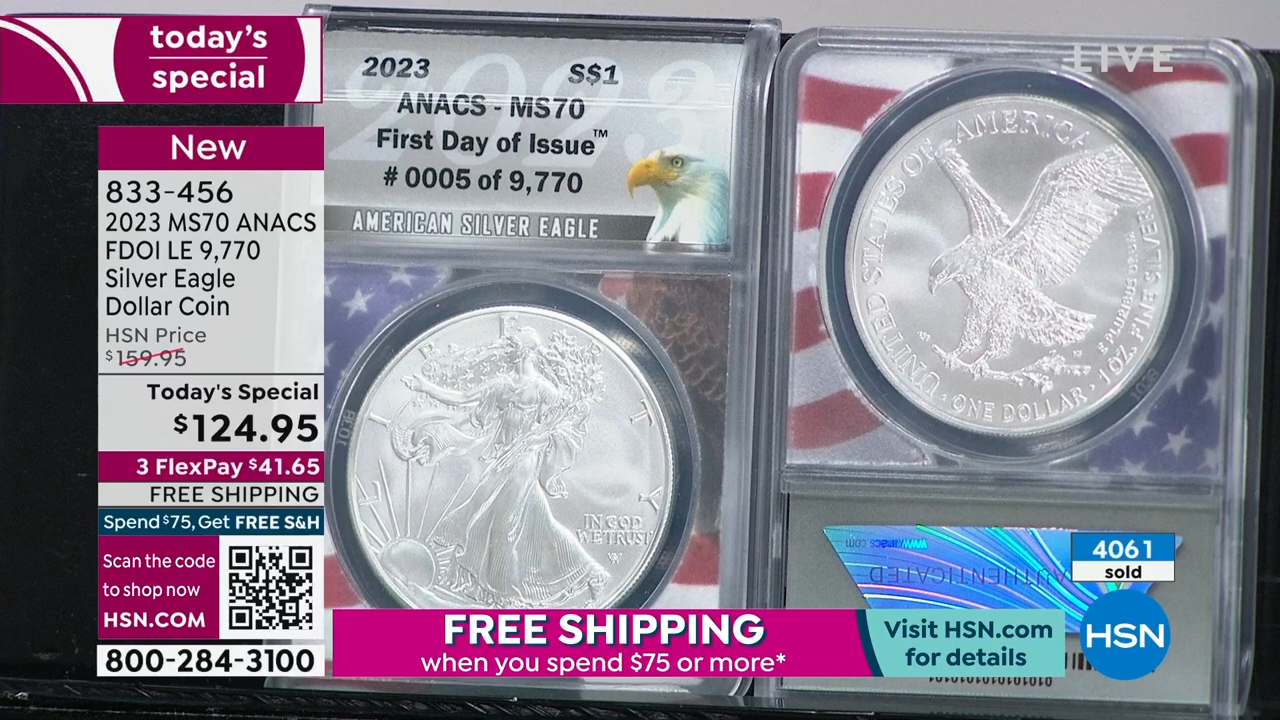 today's
special
New
833-456
2023 MS70 ANACS
FDOI LE 9,770
Silver Eagle
Dollar Coin
HSN Price
$159.95
Today's Special
$124.95
3 FlexPay $41.65
FREE SHIPPING
Spend $75, Get FREE S&H
Scan the code
to shop now
HSN.COM
800-284-3100
2023 S$1
ANACS - MS70
First Day of Issue™
# 0005 of 9,770
AMERICAN SILVER EAGLE
LIBERTY
IN GOD
WE TRUST
LIVE
UNITED STATES OF AMERICA
E PLURIBUS UNUM
1 OZ. FINE SILVER
ONE DOLLAR
AUTHENTICATED
4061
sold
HSN
FREE SHIPPING
when you spend $75 or more*
Visit HSN.com
for details